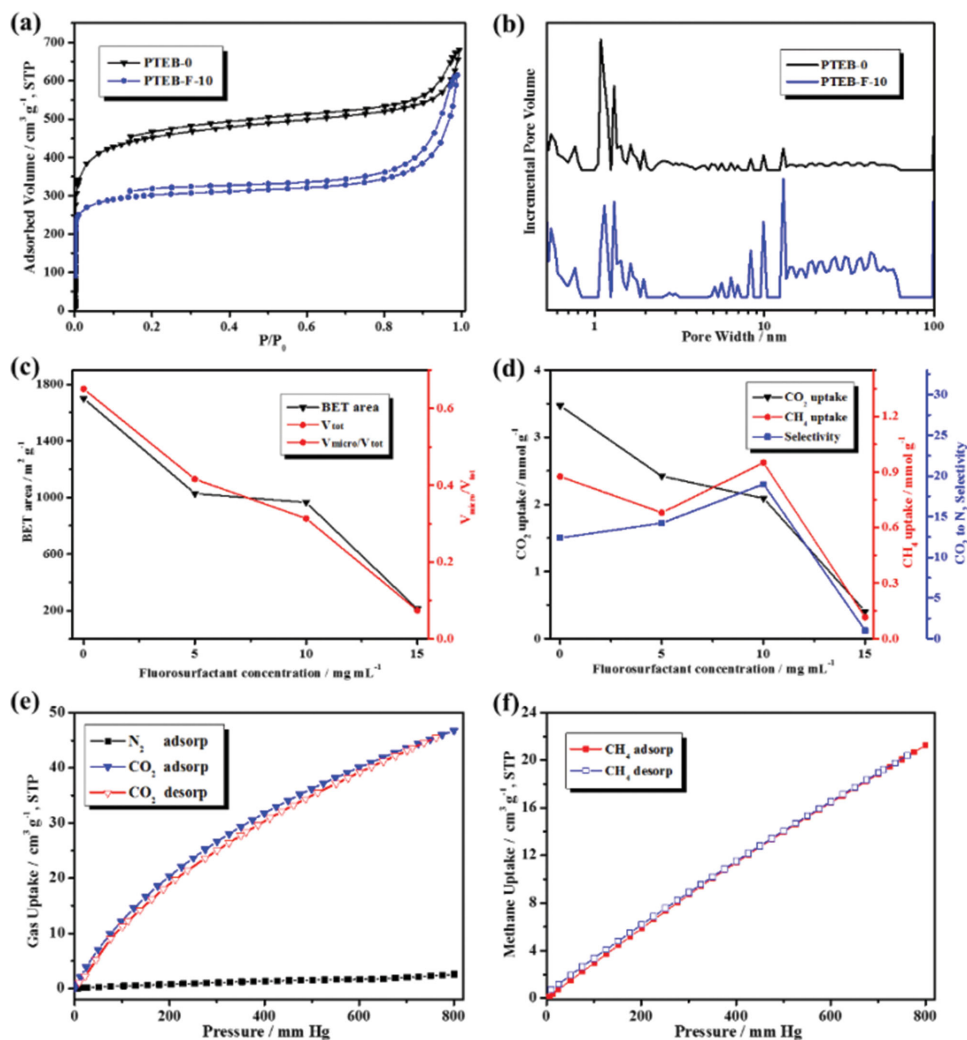 (a)
PTEB-0
PTEB-F-10
Adsorbed Volume / cm³ g⁻¹, STP
700
600
500
400
300
200
100
0
0.0 0.2 0.4 0.6 0.8 1.0
P/P₀
(b)
PTEB-0
PTEB-F-10
Incremental Pore Volume
1 10 100
Pore Width / nm
(c)
BET area
Vtot
Vmicro/Vtot
BET area / m² g⁻¹
1800
1400
1000
600
200
0.6
0.4
0.2
0.0
Vmicro/Vtot
0 5 10 15
Fluorosurfactant concentration / mg mL⁻¹
(d)
CO₂ uptake
CH₄ uptake
Selectivity
CO₂ uptake / mmol g⁻¹
4
3
2
1
0
1.2
0.9
0.6
0.3
0.0
CH₄ uptake / mmol g⁻¹
30
25
20
15
10
5
0
CO₂ to N₂ Selectivity
0 5 10 15
Fluorosurfactant concentration / mg mL⁻¹
(e)
N₂ adsorp
CO₂ adsorp
CO₂ desorp
Gas Uptake / cm³ g⁻¹, STP
50
40
30
20
10
0
0 200 400 600 800
Pressure / mm Hg
(f)
CH₄ adsorp
CH₄ desorp
Methane Uptake / cm³ g⁻¹, STP
24
20
16
12
8
4
0
0 200 400 600 800
Pressure / mm Hg